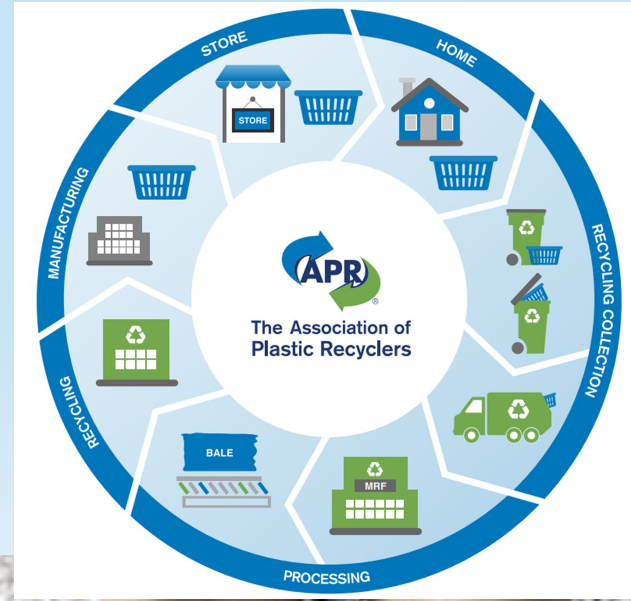 STORE
HOME
STORE
MANUFACTURING
RECYCLING COLLECTION
APR®
The Association of
Plastic Recyclers
RECYCLING
BALE
MRF
PROCESSING